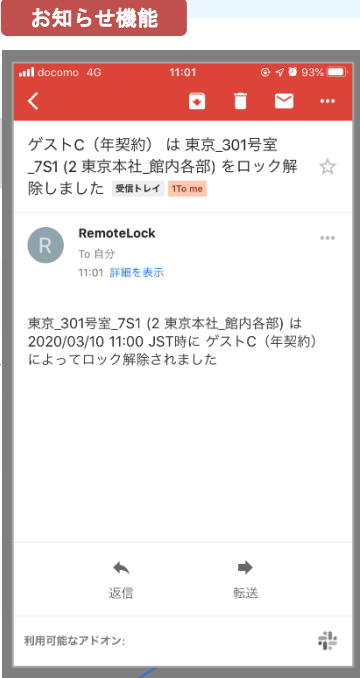 お知らせ機能
docomo 4G 11:01 93%
ゲストC（年契約） は 東京_301号室
_7S1 (2 東京本社_館内各部) をロック解
除しました 受信トレイ 1To me
R
RemoteLock
To 自分
11:01 詳細を表示
東京_301号室_7S1 (2 東京本社_館内各部) は
2020/03/10 11:00 JST時に ゲストC（年契約）
によってロック解除されました
返信 転送
利用可能なアドオン: